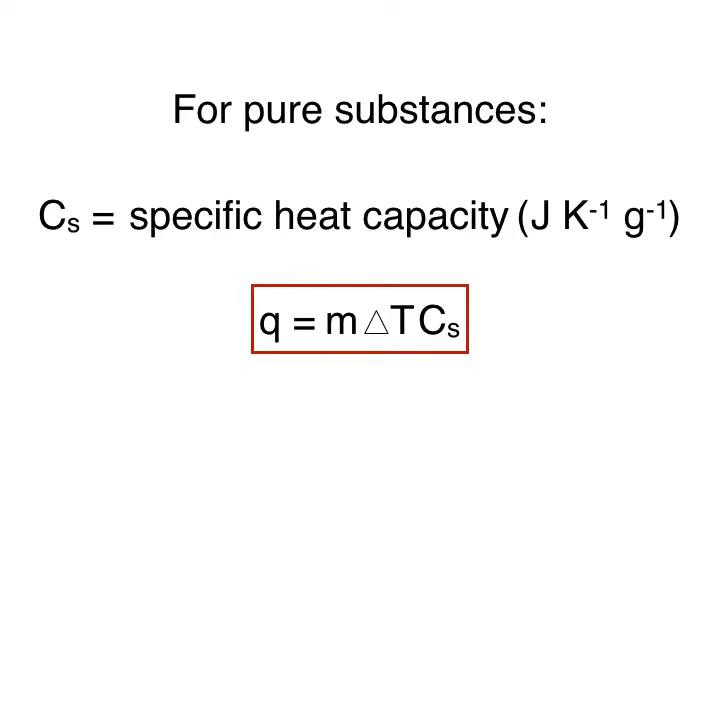 For pure substances:
Cₛ = specific heat capacity (J K⁻¹ g⁻¹)
q = m△TCₛ